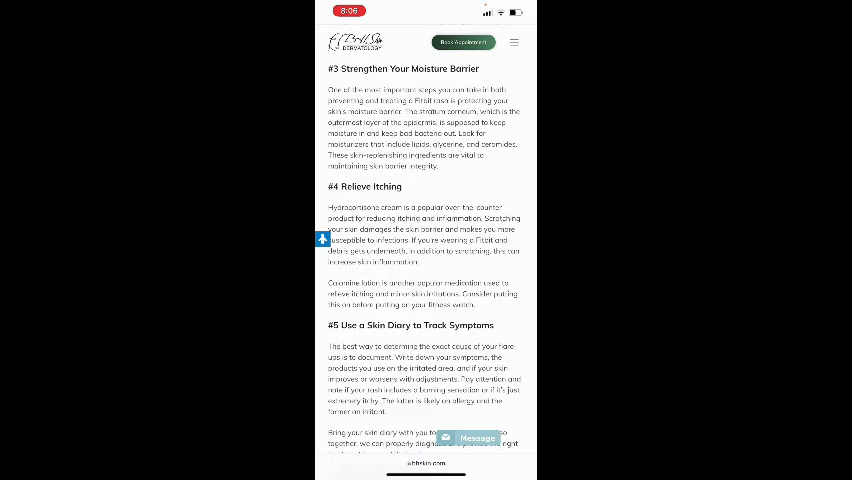 8:06
DERMATOLOGY
Book Appointment
#3 Strengthen Your Moisture Barrier
One of the most important steps you can take in both
preventing and treating a Fitbit rash is protecting your
skin's moisture barrier. The stratum corneum, which is the
outermost layer of the epidermis, is supposed to keep
moisture in and keep bad bacteria out. Look for
moisturizers that include lipids, glycerine, and ceramides.
These skin-replenishing ingredients are vital to
maintaining skin barrier integrity.
#4 Relieve Itching
Hydrocortisone cream is a popular over-the-counter
product for reducing itching and inflammation. Scratching
your skin damages the skin barrier and makes you more
susceptible to infections. If you're wearing a Fitbit and
debris gets underneath, in addition to scratching, this can
increase skin inflammation.
Calamine lotion is another popular medication used to
relieve itching and minor skin irritations. Consider putting
this on before putting on your fitness watch.
#5 Use a Skin Diary to Track Symptoms
The best way to determine the exact cause of your flare
ups is to document. Write down your symptoms, the
products you use on the irritated area, and if your skin
improves or worsens with adjustments. Pay attention and
note if your rash includes a burning sensation or if it's just
extremely itchy. The latter is likely an allergy and the
former an irritant.
Bring your skin diary with you so
together, we can properly right
Message
bhskin.com